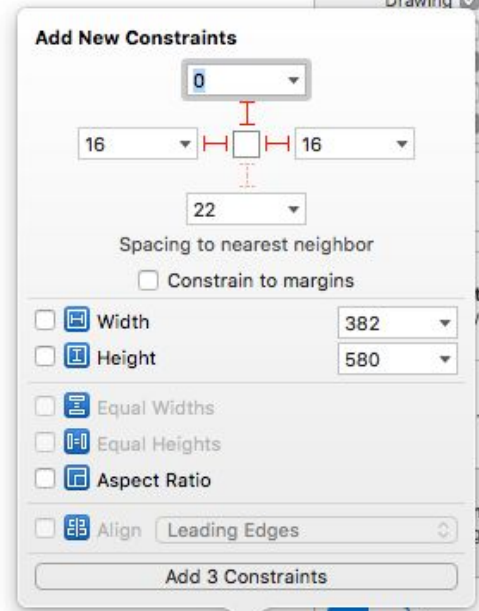 Drawing
Add New Constraints
0
16 16
22
Spacing to nearest neighbor
Constrain to margins
Width 382
Height 580
Equal Widths
Equal Heights
Aspect Ratio
Align Leading Edges
Add 3 Constraints